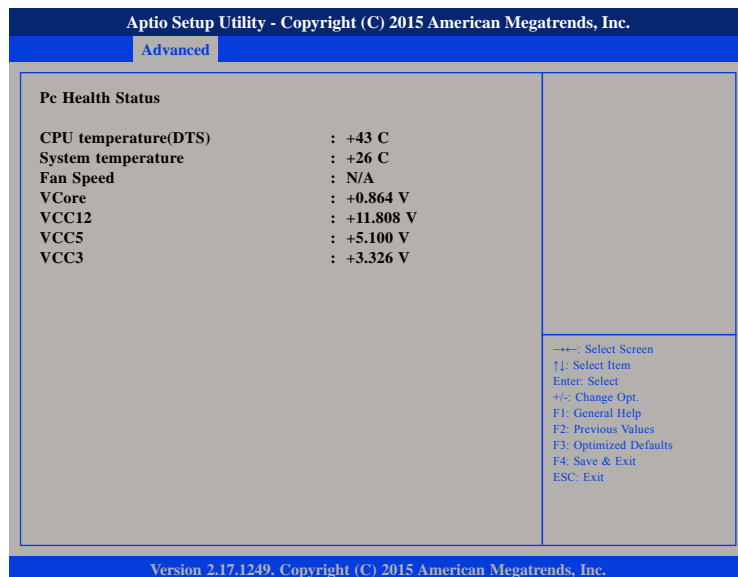 Aptio Setup Utility - Copyright (C) 2015 American Megatrends, Inc.
Advanced
Pc Health Status
CPU temperature(DTS) : +43 C
System temperature : +26 C
Fan Speed : N/A
VCore : +0.864 V
VCC12 : +11.808 V
VCC5 : +5.100 V
VCC3 : +3.326 V
→←: Select Screen
↑↓: Select Item
Enter: Select
+/-: Change Opt.
F1: General Help
F2: Previous Values
F3: Optimized Defaults
F4: Save & Exit
ESC: Exit
Version 2.17.1249. Copyright (C) 2015 American Megatrends, Inc.